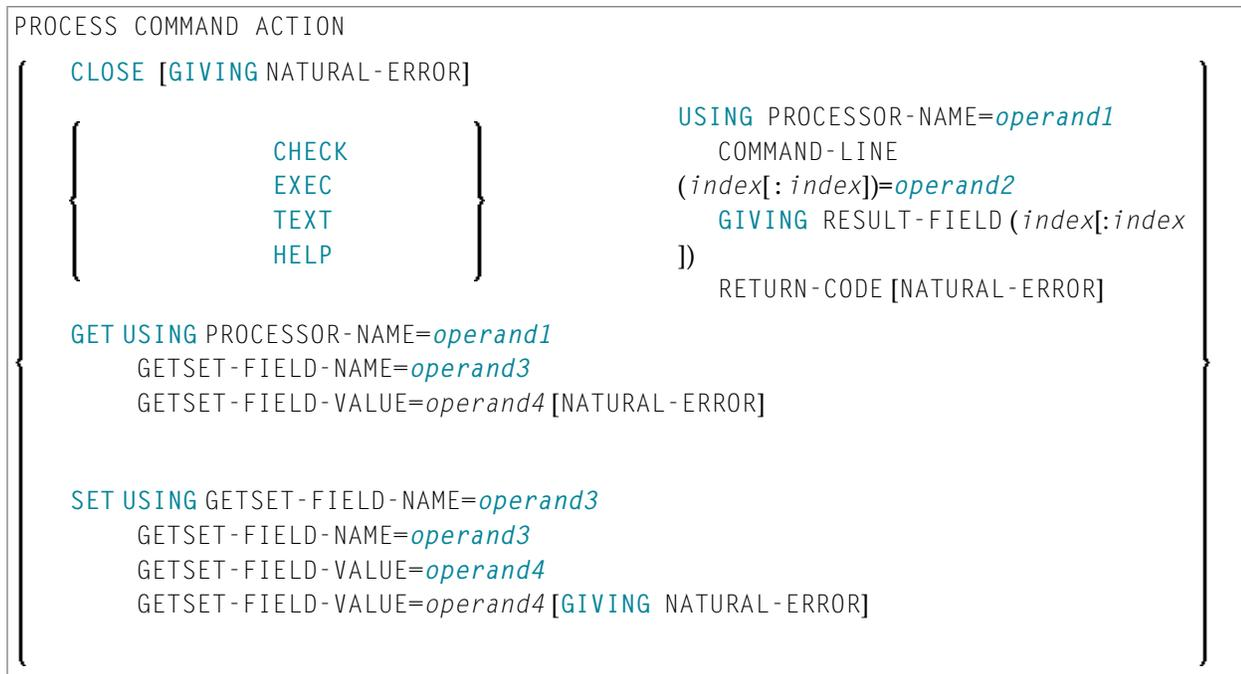 PROCESS COMMAND ACTION
CLOSE [GIVING NATURAL-ERROR]
CHECK
EXEC
TEXT
HELP
USING PROCESSOR-NAME=operand1
COMMAND-LINE
(index[: index])=operand2
GIVING RESULT-FIELD (index[:index
])
RETURN-CODE [NATURAL-ERROR]
GET USING PROCESSOR-NAME=operand1
GETSET-FIELD-NAME=operand3
GETSET-FIELD-VALUE=operand4 [NATURAL-ERROR]
SET USING GETSET-FIELD-NAME=operand3
GETSET-FIELD-NAME=operand3
GETSET-FIELD-VALUE=operand4
GETSET-FIELD-VALUE=operand4 [GIVING NATURAL-ERROR]